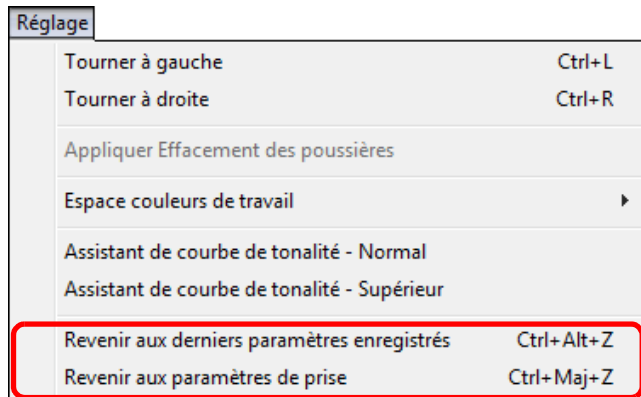 Réglage
Tourner à gauche Ctrl+L
Tourner à droite Ctrl+R
Appliquer Effacement des poussières
Espace couleurs de travail
Assistant de courbe de tonalité - Normal
Assistant de courbe de tonalité - Supérieur
Revenir aux derniers paramètres enregistrés Ctrl+Alt+Z
Revenir aux paramètres de prise Ctrl+Maj+Z